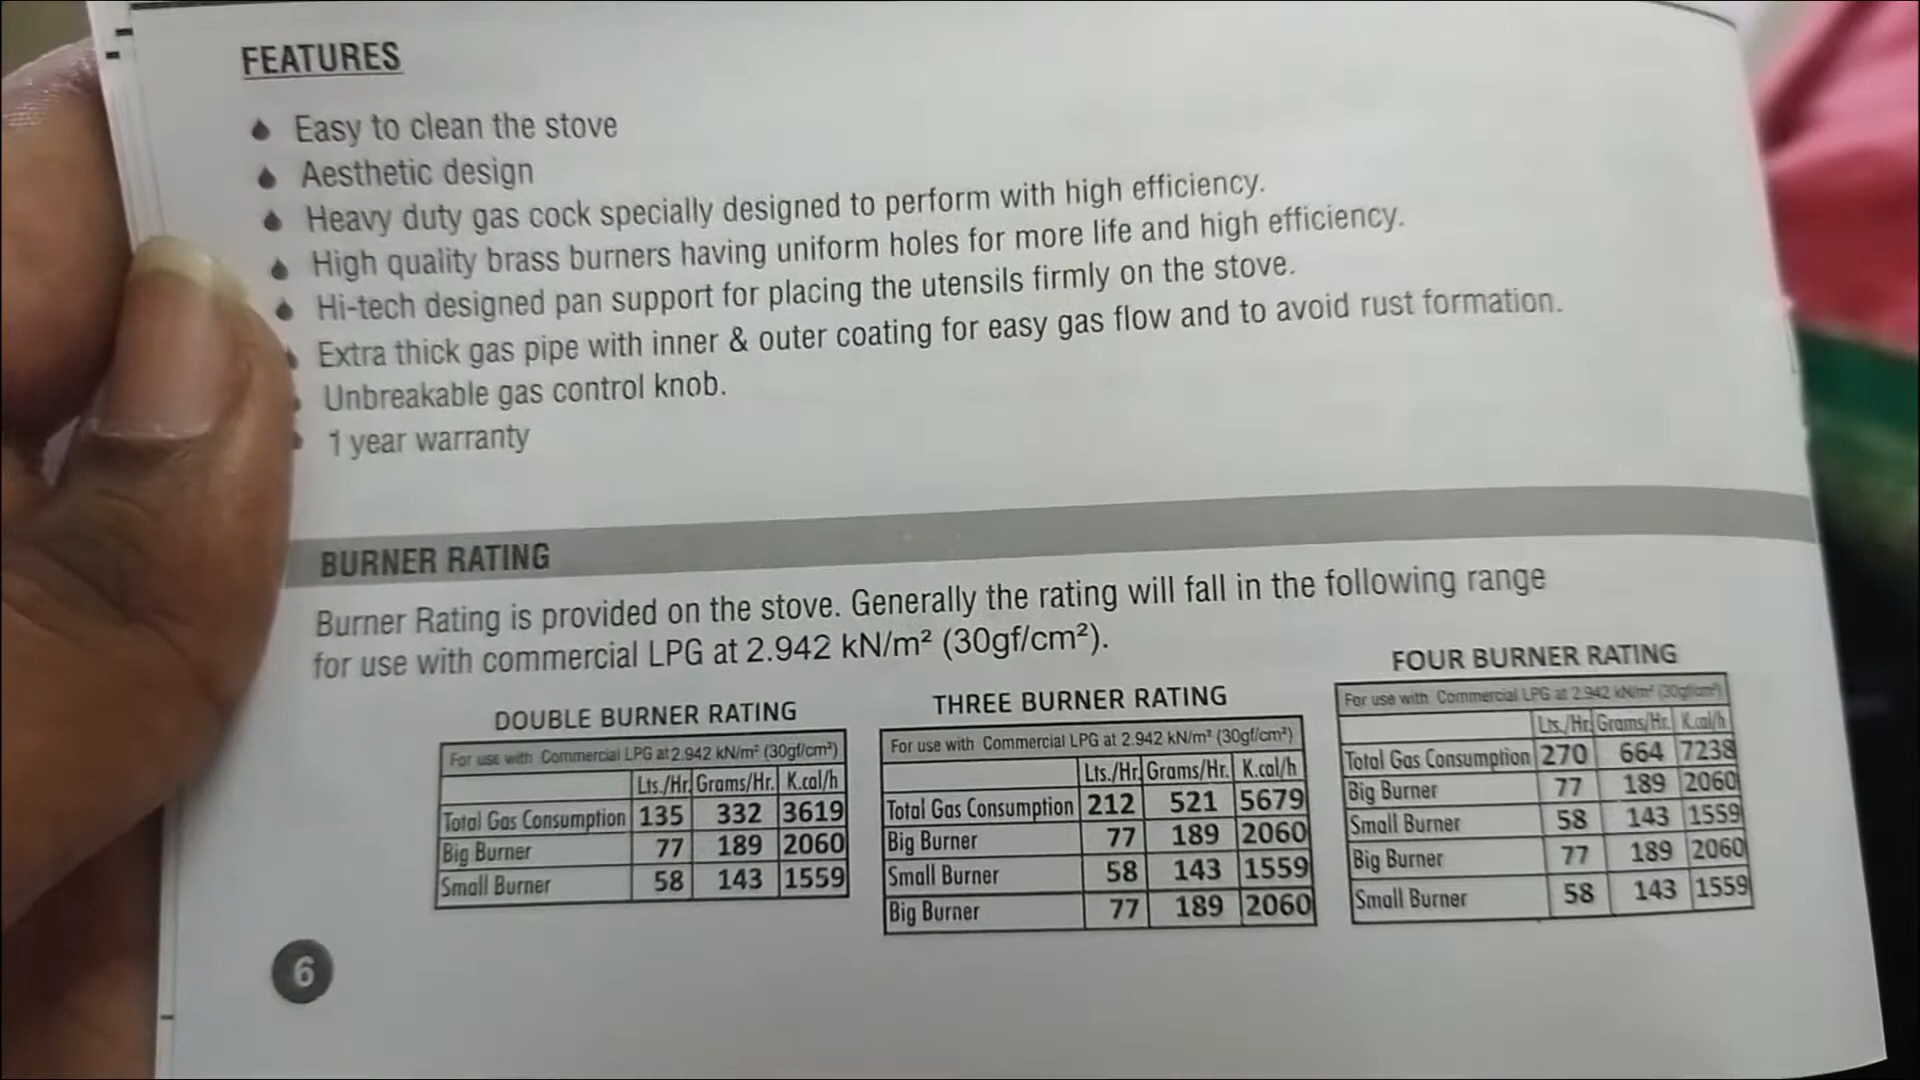 FEATURES
Easy to clean the stove
Aesthetic design
Heavy duty gas cock specially designed to perform with high efficiency.
High quality brass burners having uniform holes for more life and high efficiency.
Hi-tech designed pan support for placing the utensils firmly on the stove.
Extra thick gas pipe with inner & outer coating for easy gas flow and to avoid rust formation.
Unbreakable gas control knob.
1 year warranty
BURNER RATING
Burner Rating is provided on the stove. Generally the rating will fall in the following range
for use with commercial LPG at 2.942 kN/m² (30gf/cm²).
DOUBLE BURNER RATING
For use with Commercial LPG at 2.942 kN/m² (30gf/cm²)
Lts./Hr. Grams/Hr. K.cal/h
Total Gas Consumption 135 332 3619
Big Burner 77 189 2060
Small Burner 58 143 1559
THREE BURNER RATING
For use with Commercial LPG at 2.942 kN/m² (30gf/cm²)
Lts./Hr. Grams/Hr. K.cal/h
Total Gas Consumption 212 521 5679
Big Burner 77 189 2060
Small Burner 58 143 1559
Big Burner 77 189 2060
FOUR BURNER RATING
For use with Commercial LPG at 2.942 kN/m² (30gf/cm²)
Lts./Hr. Grams/Hr. K.cal/h
Total Gas Consumption 270 664 7238
Big Burner 77 189 2060
Small Burner 58 143 1559
Big Burner 77 189 2060
Small Burner 58 143 1559
6